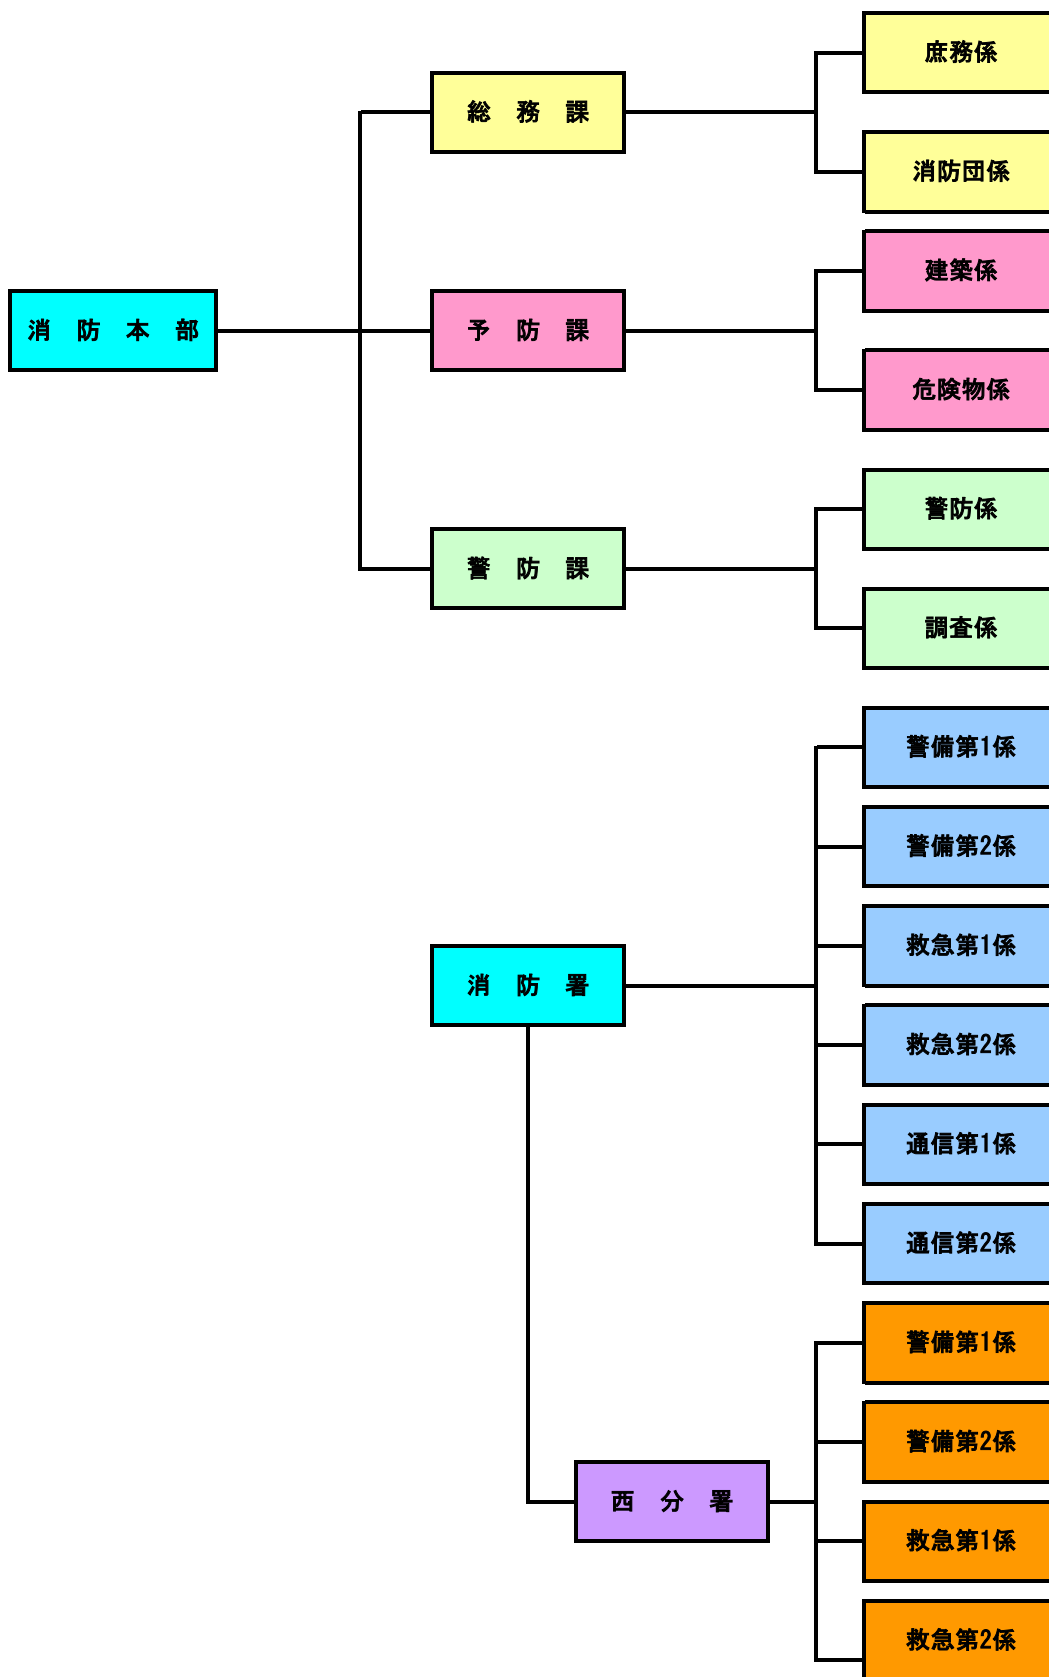 庶務係
総　務　課
消防団係
建築係
消　防　本　部
予　防　課
危険物係
警防係
警　防　課
調査係
警備第1係
警備第2係
救急第1係
消　防　署
救急第2係
通信第1係
通信第2係
警備第1係
警備第2係
西　分　署
救急第1係
救急第2係